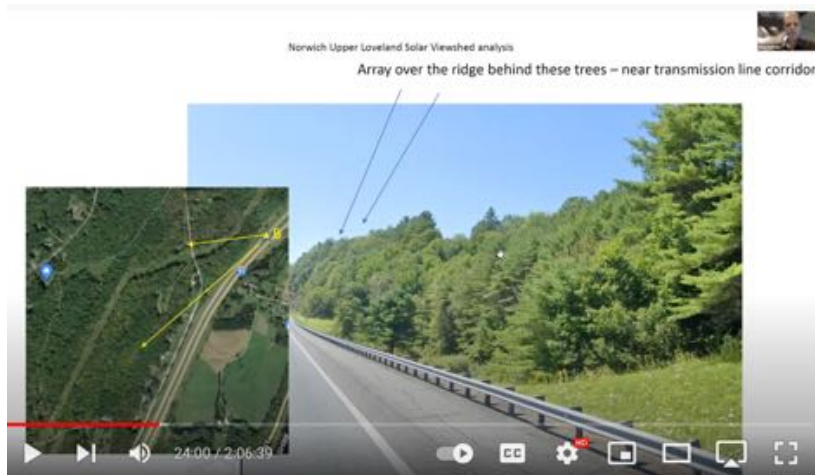 Norwich Upper Loveland Solar Viewshed analysis
Array over the ridge behind these trees – near transmission line corridor
B
24:00 / 2:06:39
CC
HD